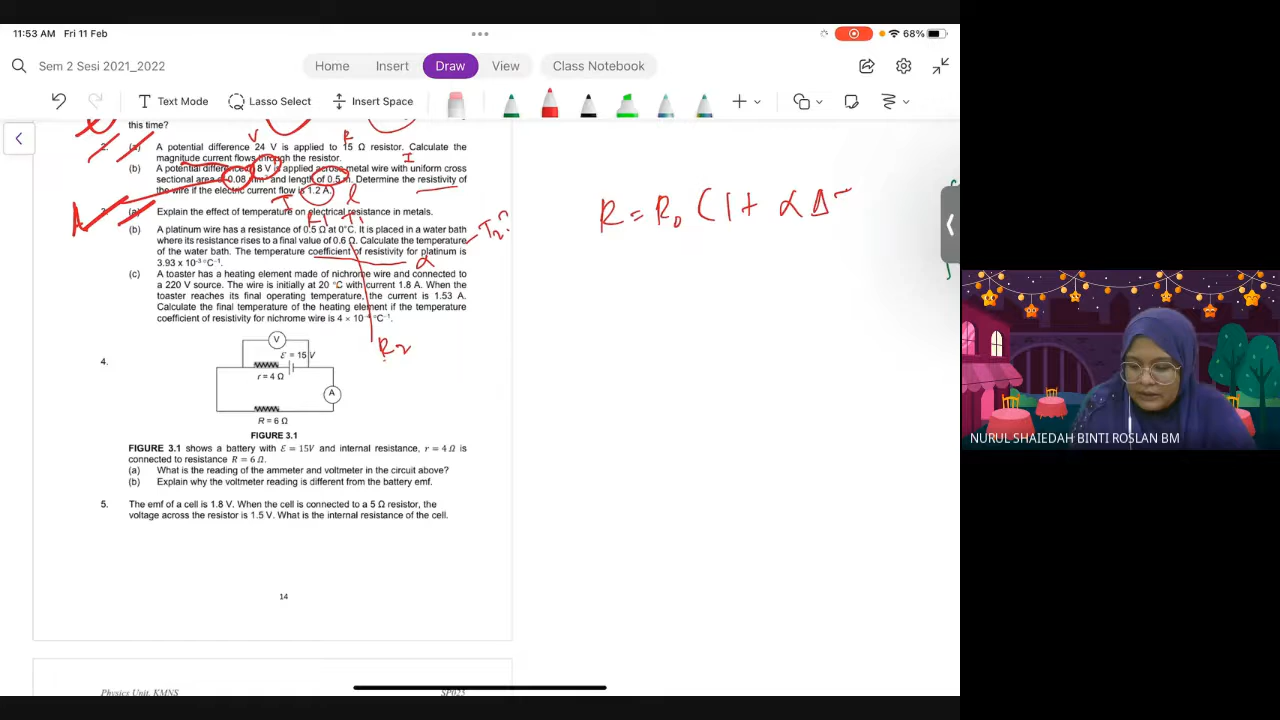 11:53 AM Fri 11 Feb
68%
Sem 2 Sesi 2021_2022
Home Insert Draw View Class Notebook
Text Mode Lasso Select Insert Space
this time?
2. (a) A potential difference 24 V is applied to 15 Ω resistor. Calculate the
magnitude current flows through the resistor.
(b) A potential difference 8 V is applied across metal wire with uniform cross
sectional area of 0.08 mm and length of 0.5 m. Determine the resistivity of
the wire if the electric current flow is 1.2 A.
V
R
I
A
I
l
3. (a) Explain the effect of temperature on electrical resistance in metals.
R1 T1
(b) A platinum wire has a resistance of 0.5 Ω at 0°C. It is placed in a water bath
where its resistance rises to a final value of 0.6 Ω. Calculate the temperature
of the water bath. The temperature coefficient of resistivity for platinum is
3.93 x 10⁻³ °C⁻¹.
T2?
α
(c) A toaster has a heating element made of nichrome wire and connected to
a 220 V source. The wire is initially at 20 °C with current 1.8 A. When the
toaster reaches its final operating temperature, the current is 1.53 A.
Calculate the final temperature of the heating element if the temperature
coefficient of resistivity for nichrome wire is 4 × 10⁻⁴ °C⁻¹.
R2
4.
V
ℰ = 15 V
r = 4 Ω
A
R = 6 Ω
FIGURE 3.1
FIGURE 3.1 shows a battery with ℰ = 15V and internal resistance, r = 4 Ω is
connected to resistance R = 6 Ω.
(a) What is the reading of the ammeter and voltmeter in the circuit above?
(b) Explain why the voltmeter reading is different from the battery emf.
5. The emf of a cell is 1.8 V. When the cell is connected to a 5 Ω resistor, the
voltage across the resistor is 1.5 V. What is the internal resistance of the cell.
14
Physics Unit, KMNS SP025
R = R₀ (1 + α Δ
NURUL SHAIEDAH BINTI ROSLAN BM